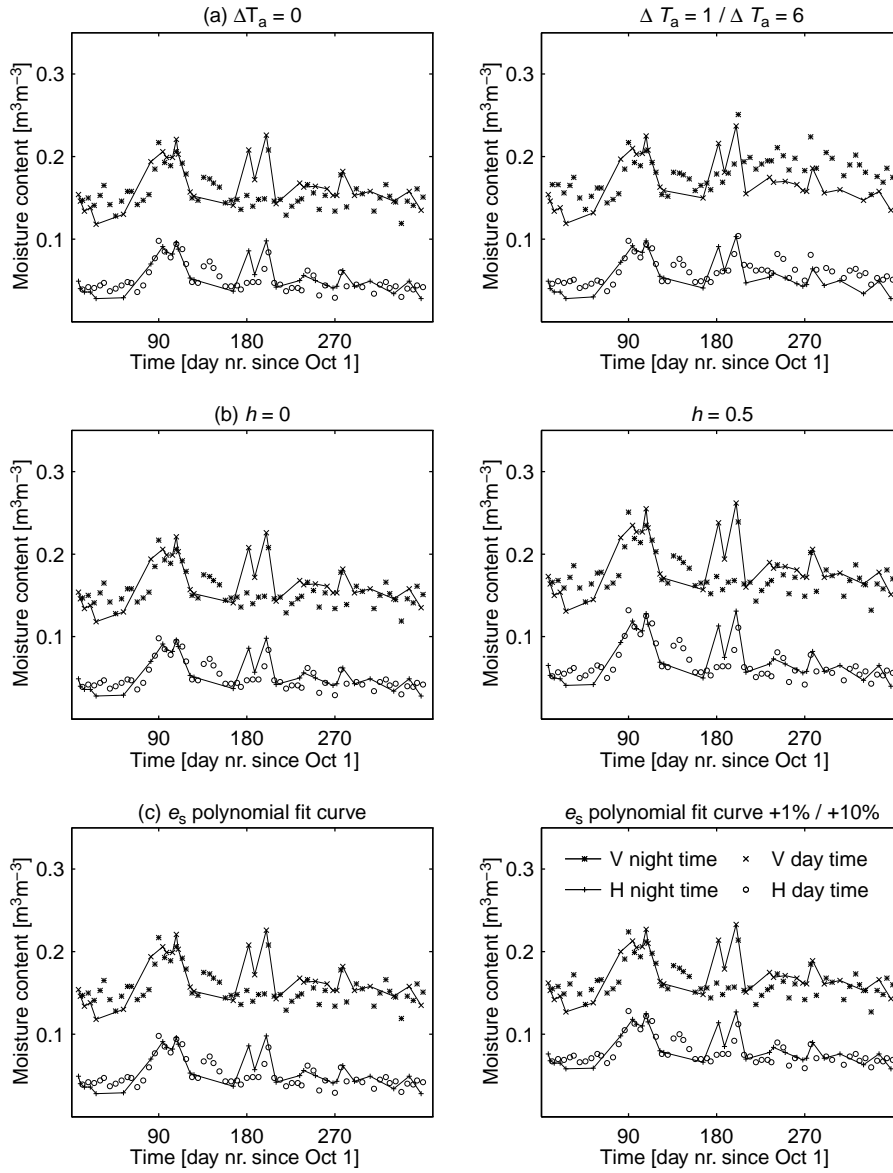 (a) ΔTa = 0
Δ Ta = 1 / Δ Ta = 6
Moisture content [m³m⁻³]
0.3
0.2
0.1
90
180
270
Time [day nr. since Oct 1]
Moisture content [m³m⁻³]
0.3
0.2
0.1
90
180
270
Time [day nr. since Oct 1]
(b) h = 0
h = 0.5
Moisture content [m³m⁻³]
0.3
0.2
0.1
90
180
270
Time [day nr. since Oct 1]
Moisture content [m³m⁻³]
0.3
0.2
0.1
90
180
270
Time [day nr. since Oct 1]
(c) es polynomial fit curve
es polynomial fit curve +1% / +10%
Moisture content [m³m⁻³]
0.3
0.2
0.1
90
180
270
Time [day nr. since Oct 1]
Moisture content [m³m⁻³]
0.3
0.2
0.1
V night time
V day time
H night time
H day time
90
180
270
Time [day nr. since Oct 1]